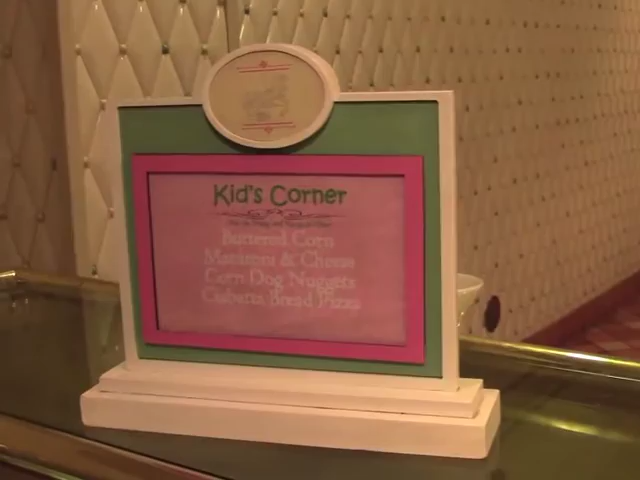 Kid's Corner
Buttered Corn
Macaroni & Cheese
Corn Dog Nuggets
Ciabatta Bread Pizza